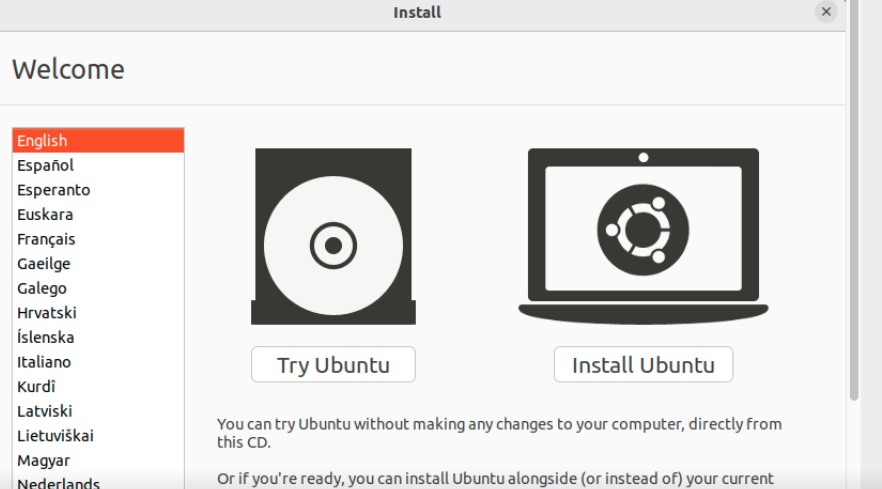 Install
Welcome
English
Español
Esperanto
Euskara
Français
Gaeilge
Galego
Hrvatski
Íslenska
Italiano
Kurdî
Latviski
Lietuviškai
Magyar
Nederlands
Try Ubuntu
Install Ubuntu
You can try Ubuntu without making any changes to your computer, directly from
this CD.
Or if you're ready, you can install Ubuntu alongside (or instead of) your current